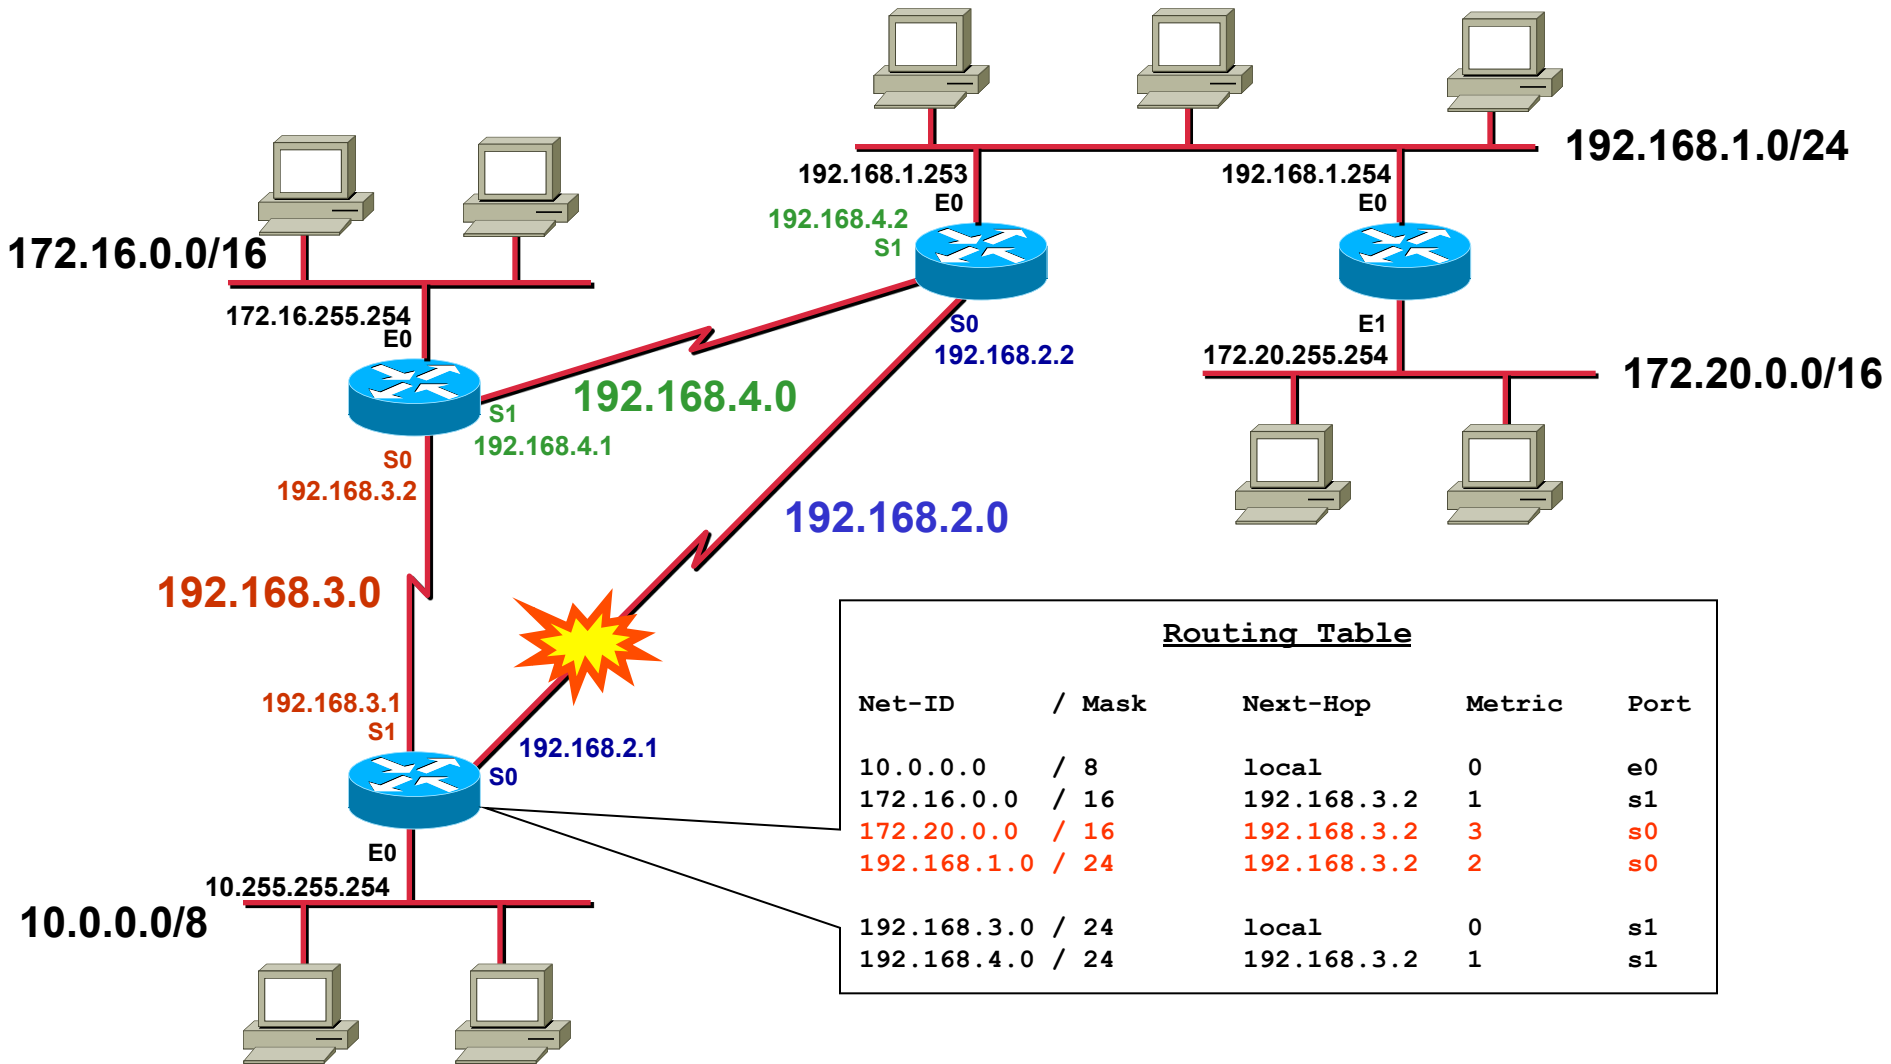 192.168.1.0/24
192.168.1.253
E0
192.168.1.254
E0
192.168.4.2
S1
172.16.0.0/16
172.16.255.254
E0
S0
192.168.2.2
E1
172.20.255.254
172.20.0.0/16
192.168.4.0
S1
192.168.4.1
S0
192.168.3.2
192.168.2.0
192.168.3.0
192.168.3.1
S1
192.168.2.1
S0
E0
10.255.255.254
10.0.0.0/8
Routing Table
Net-ID / Mask Next-Hop Metric Port
10.0.0.0 / 8 local 0 e0
172.16.0.0 / 16 192.168.3.2 1 s1
172.20.0.0 / 16 192.168.3.2 3 s0
192.168.1.0 / 24 192.168.3.2 2 s0
192.168.3.0 / 24 local 0 s1
192.168.4.0 / 24 192.168.3.2 1 s1